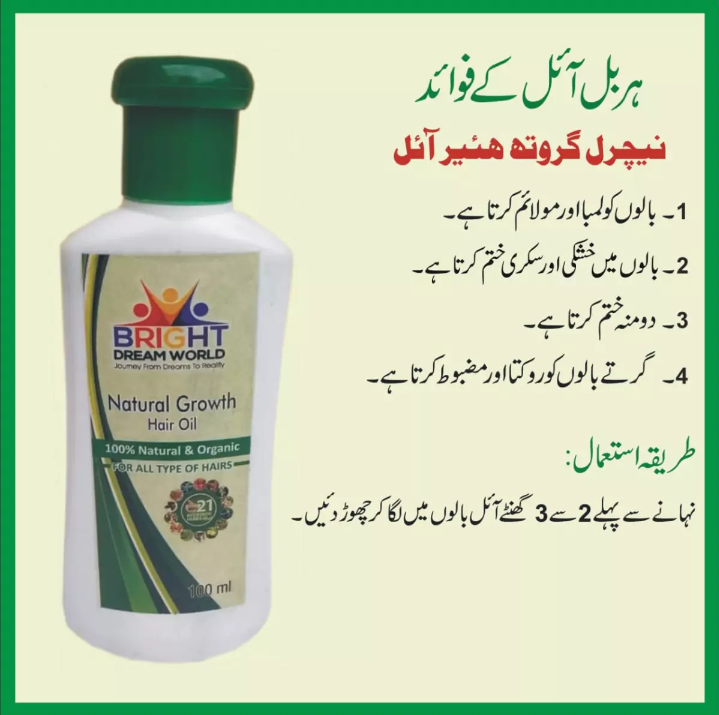 ہربل آئل کے فوائد
نیچرل گروتھ ھئیر آئل
1۔ بالوں کو لمبا اور مولائم کرتا ہے۔
2۔ بالوں میں خشکی اور سکری ختم کرتا ہے۔
3۔ دومنہ ختم کرتا ہے۔
4۔ گرتے بالوں کو روکتا اور مضبوط کرتا ہے۔
طریقہ استعمال:
نہانے سے پہلے 2 سے 3 گھنٹے آئل بالوں میں لگا کر چھوڑ دئیں۔
BRIGHT
DREAM WORLD
Journey From Dreams To Reality
Natural Growth
Hair Oil
100% Natural & Organic
FOR ALL TYPE OF HAIRS
21
100 ml